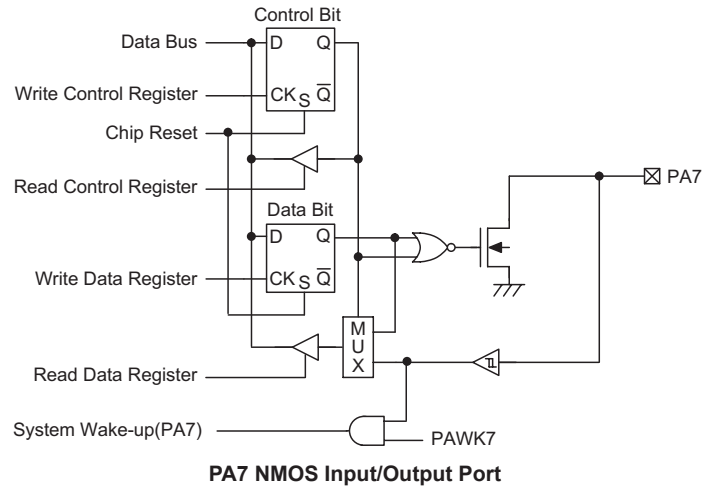 Control Bit
Data Bus
D Q
Write Control Register
CK S Q
Chip Reset
Read Control Register
PA7
Data Bit
D Q
Write Data Register
CK S Q
M
U
X
Read Data Register
System Wake-up(PA7)
PAWK7
PA7 NMOS Input/Output Port